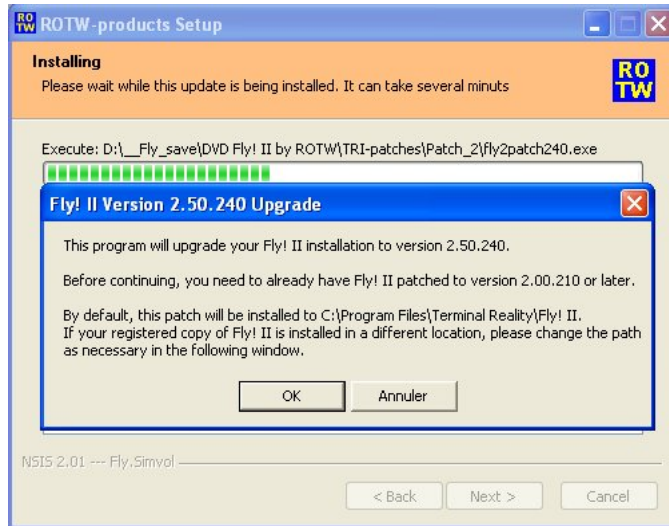 ROTW ROTW-products Setup
Installing
Please wait while this update is being installed. It can take several minuts
RO
TW
Execute: D:\__Fly_save\DVD Fly! II by ROTW\TRI-patches\Patch_2\fly2patch240.exe
Fly! II Version 2.50.240 Upgrade
This program will upgrade your Fly! II installation to version 2.50.240.
Before continuing, you need to already have Fly! II patched to version 2.00.210 or later.
By default, this patch will be installed to C:\Program Files\Terminal Reality\Fly! II.
If your registered copy of Fly! II is installed in a different location, please change the path
as necessary in the following window.
OK Annuler
NSIS 2.01 --- Fly.Simvol
< Back Next > Cancel